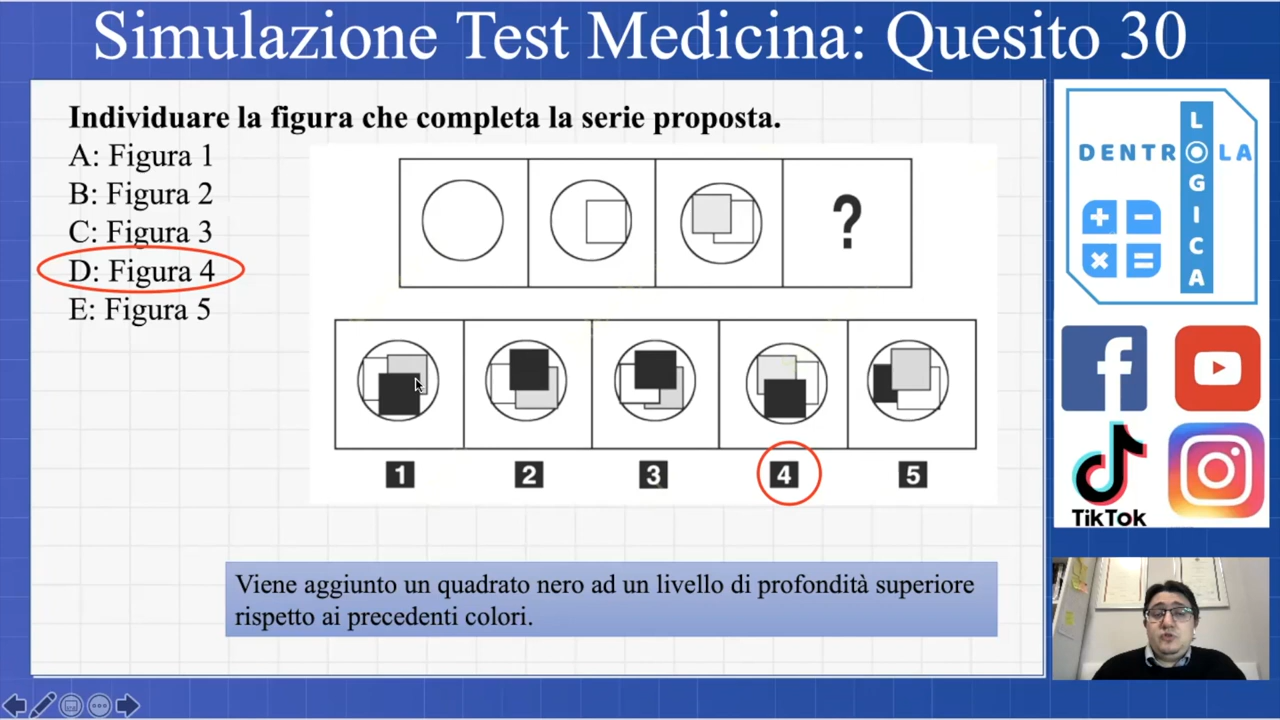 Simulazione Test Medicina: Quesito 30
Individuare la figura che completa la serie proposta.
A: Figura 1
B: Figura 2
C: Figura 3
D: Figura 4
E: Figura 5
?
1 2 3 4 5
Viene aggiunto un quadrato nero ad un livello di profondità superiore
rispetto ai precedenti colori.
DENTRO LA
LOGICA
+ −
× =
TikTok